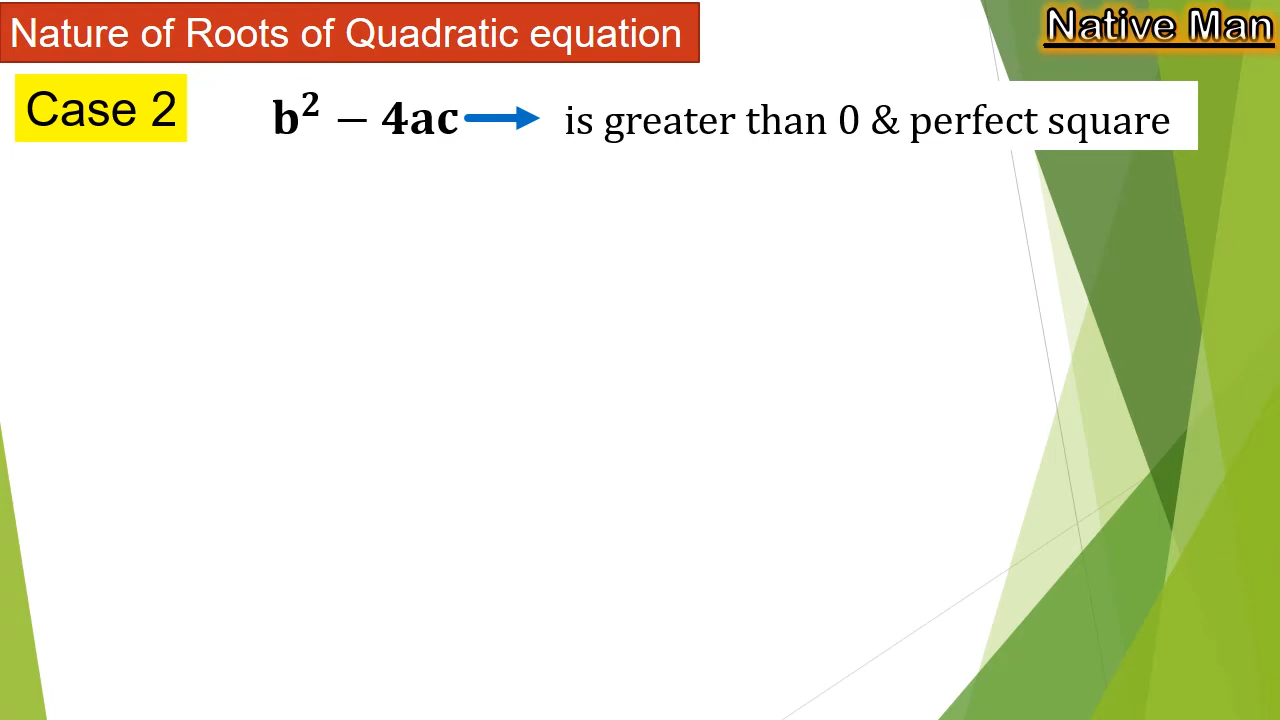 Nature of Roots of Quadratic equation
Native Man
Case 2 b² − 4ac → is greater than 0 & perfect square